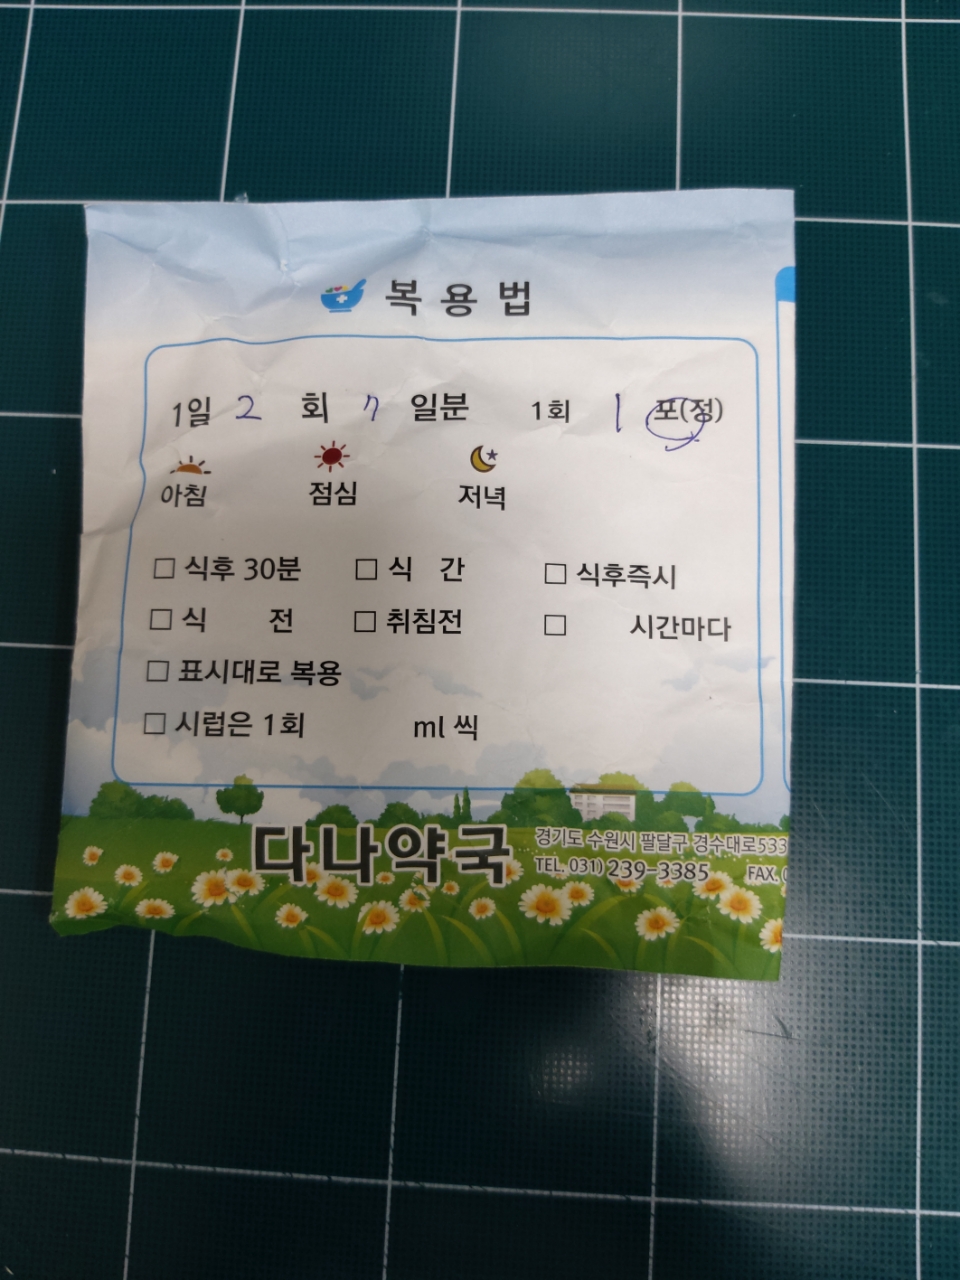 복용법
1일 2 회 7 일분 1회 1 포(정)
아침 점심 저녁
□ 식후 30분 □ 식 간 □ 식후즉시
□ 식 전 □ 취침전 □ 시간마다
□ 표시대로 복용
□ 시럽은 1회 ml 씩
다나약국
경기도 수원시 팔달구 경수대로533
TEL. 031) 239-3385 FAX.